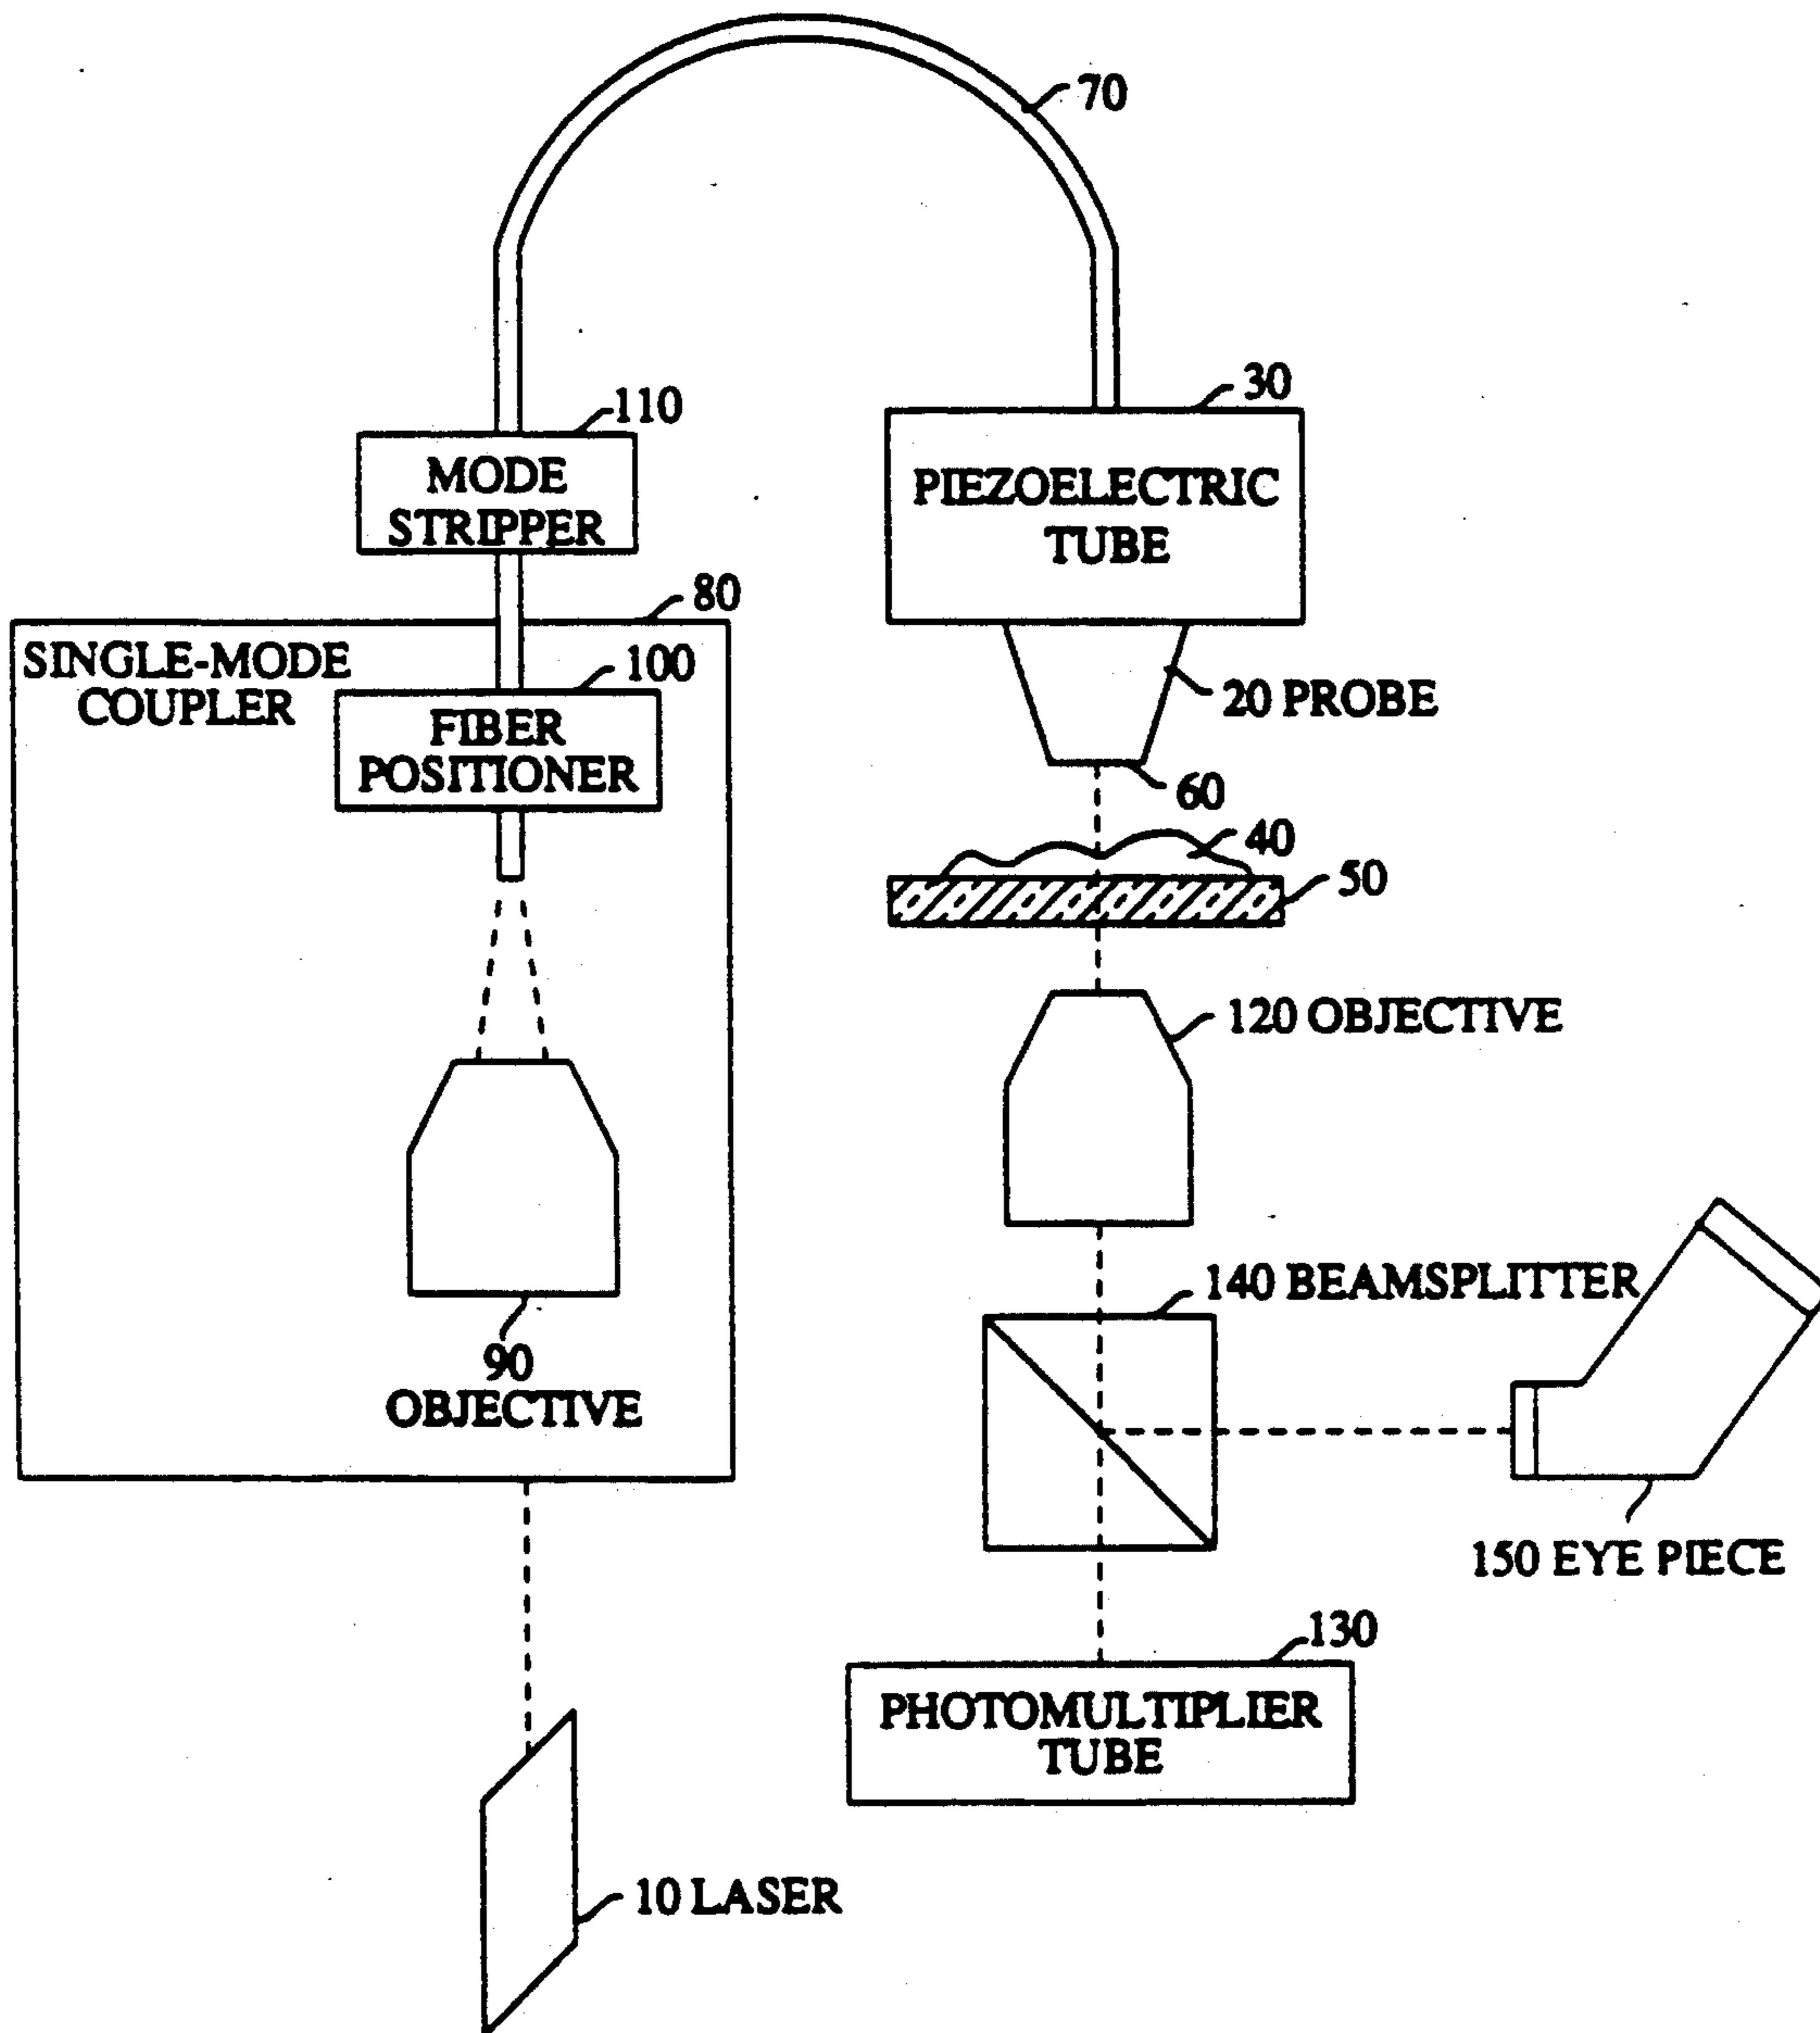 70
30
110
MODE
STRIPPER
PIEZOELECTRIC
TUBE
80
SINGLE-MODE
COUPLER
100
FIBER
POSITIONER
20 PROBE
60
40
50
120 OBJECTIVE
140 BEAMSPLITTER
90
OBJECTIVE
150 EYE PIECE
130
PHOTOMULTIPLIER
TUBE
10 LASER